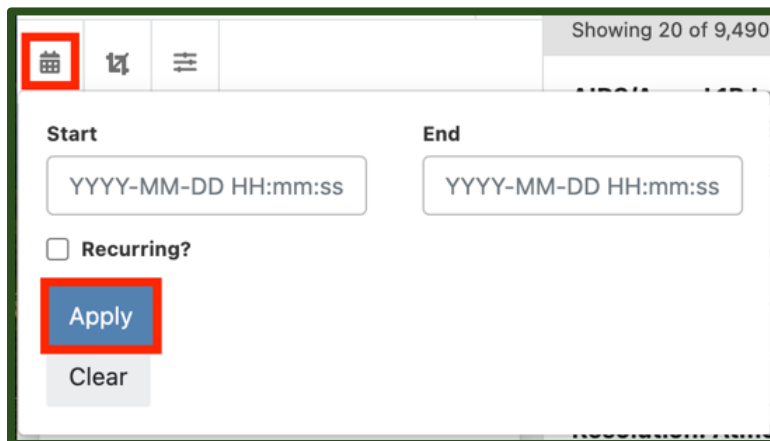 Showing 20 of 9,490
Start
End
YYYY-MM-DD HH:mm:ss
YYYY-MM-DD HH:mm:ss
Recurring?
Apply
Clear